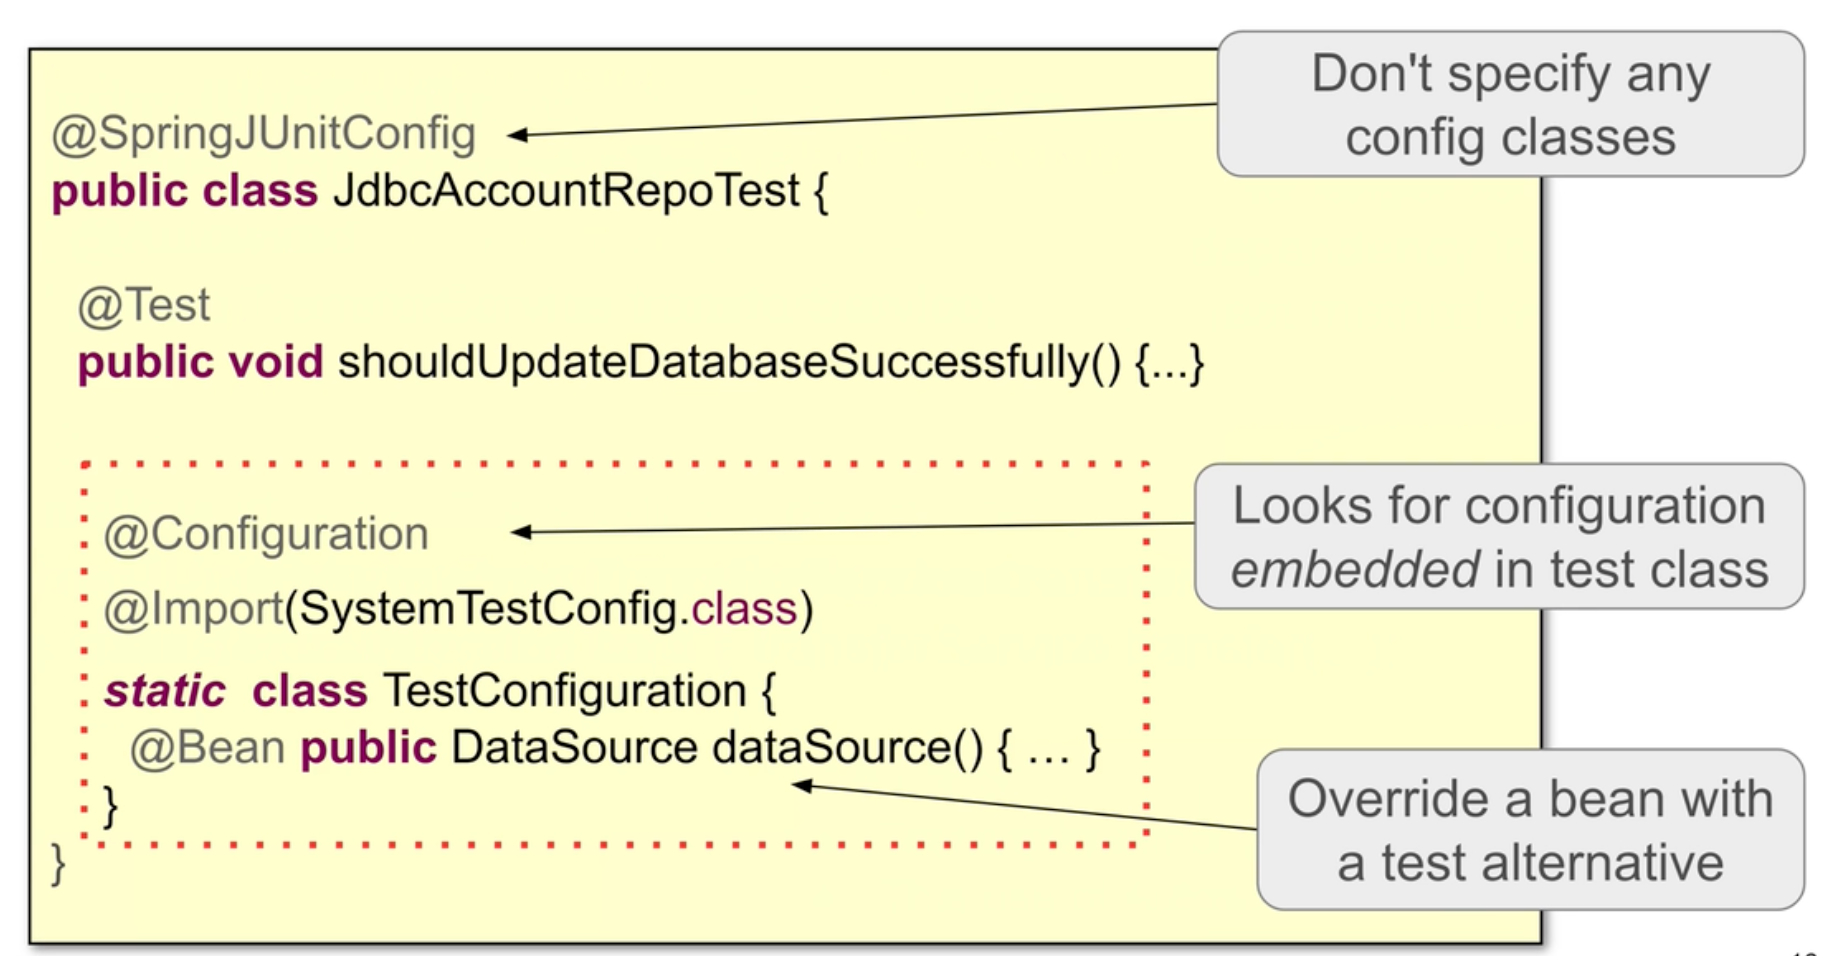 Don't specify any
config classes
@SpringJUnitConfig
public class JdbcAccountRepoTest {
@Test
public void shouldUpdateDatabaseSuccessfully() {...}
@Configuration
Looks for configuration
embedded in test class
@Import(SystemTestConfig.class)
static class TestConfiguration {
@Bean public DataSource dataSource() { ... }
}
Override a bean with
a test alternative
}